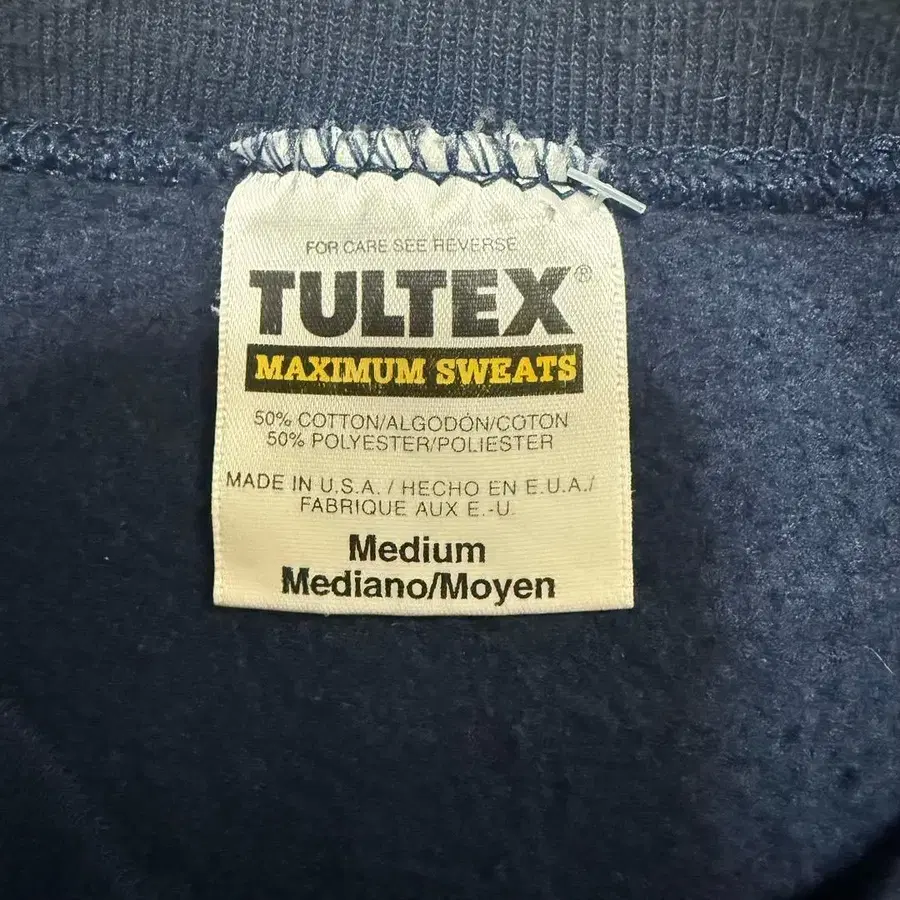 FOR CARE SEE REVERSE
TULTEX®
MAXIMUM SWEATS
50% COTTON/ALGODÓN/COTON
50% POLYESTER/POLIESTER
MADE IN U.S.A. / HECHO EN E.U.A./
FABRIQUE AUX E.-U.
Medium
Mediano/Moyen